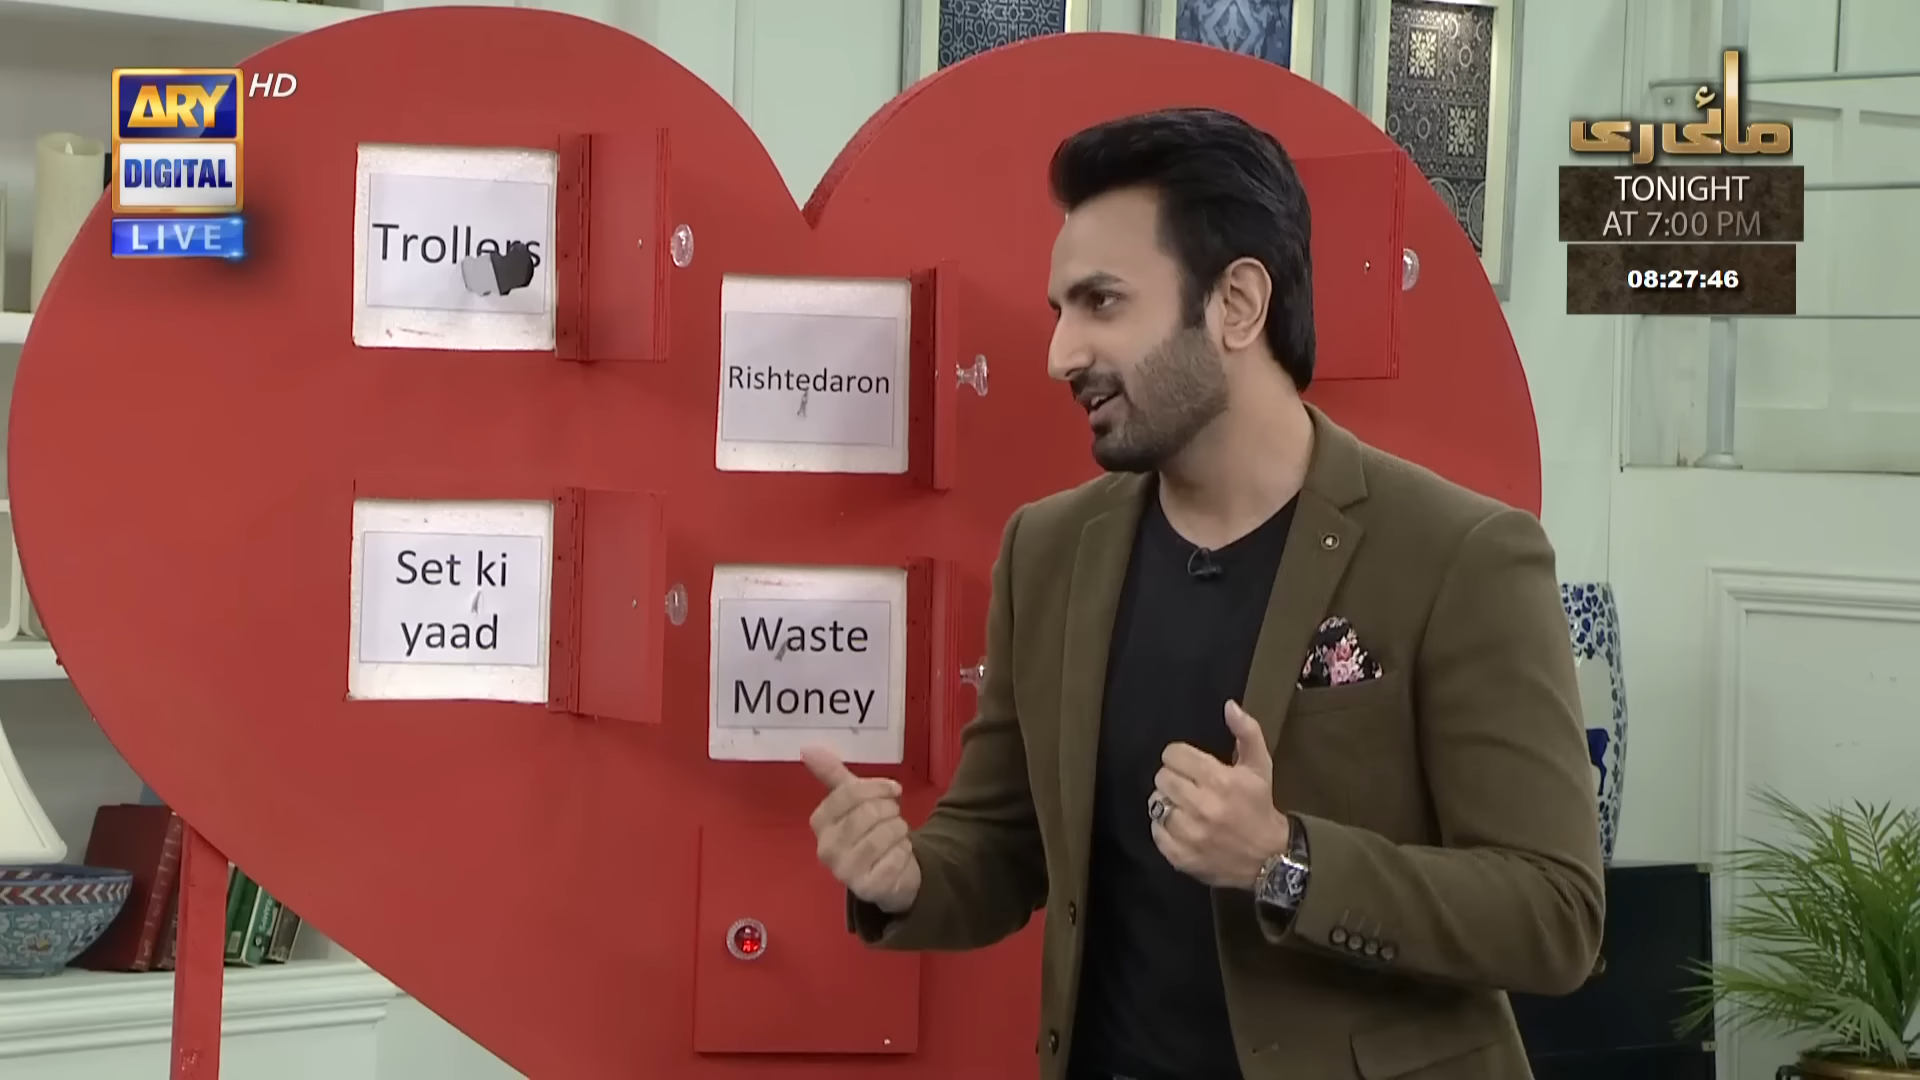 ARY
DIGITAL
HD
LIVE
Trollers
Rishtedaron
Set ki
yaad
Waste
Money
مائی ری
TONIGHT
AT 7:00 PM
08:27:46